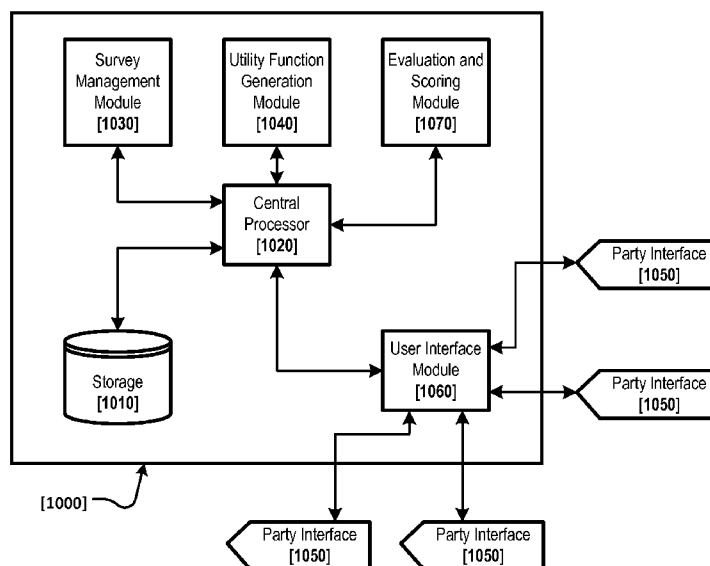 Survey
Management
Module
[1030]
Utility Function
Generation
Module
[1040]
Evaluation and
Scoring
Module
[1070]
Central
Processor
[1020]
Party Interface
[1050]
User Interface
Module
[1060]
Storage
[1010]
Party Interface
[1050]
[1000]
Party Interface
[1050]
Party Interface
[1050]